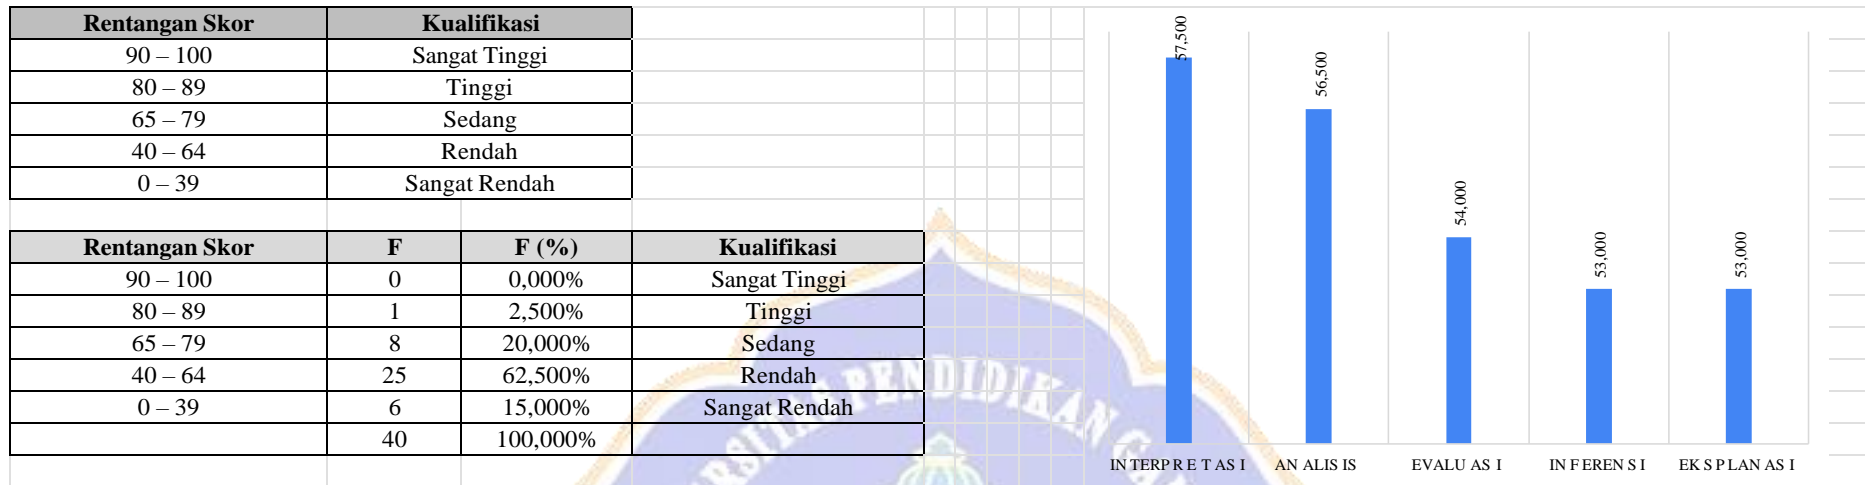 Rentangan Skor Kualifikasi
90 – 100 Sangat Tinggi
80 – 89 Tinggi
65 – 79 Sedang
40 – 64 Rendah
0 – 39 Sangat Rendah
Rentangan Skor F F (%) Kualifikasi
90 – 100 0 0,000% Sangat Tinggi
80 – 89 1 2,500% Tinggi
65 – 79 8 20,000% Sedang
40 – 64 25 62,500% Rendah
0 – 39 6 15,000% Sangat Rendah
40 100,000%
57,500
56,500
54,000
53,000
53,000
INTERPRETASI ANALISIS EVALUASI INFERENSI EKSPLANASI
PENDIDIKAN